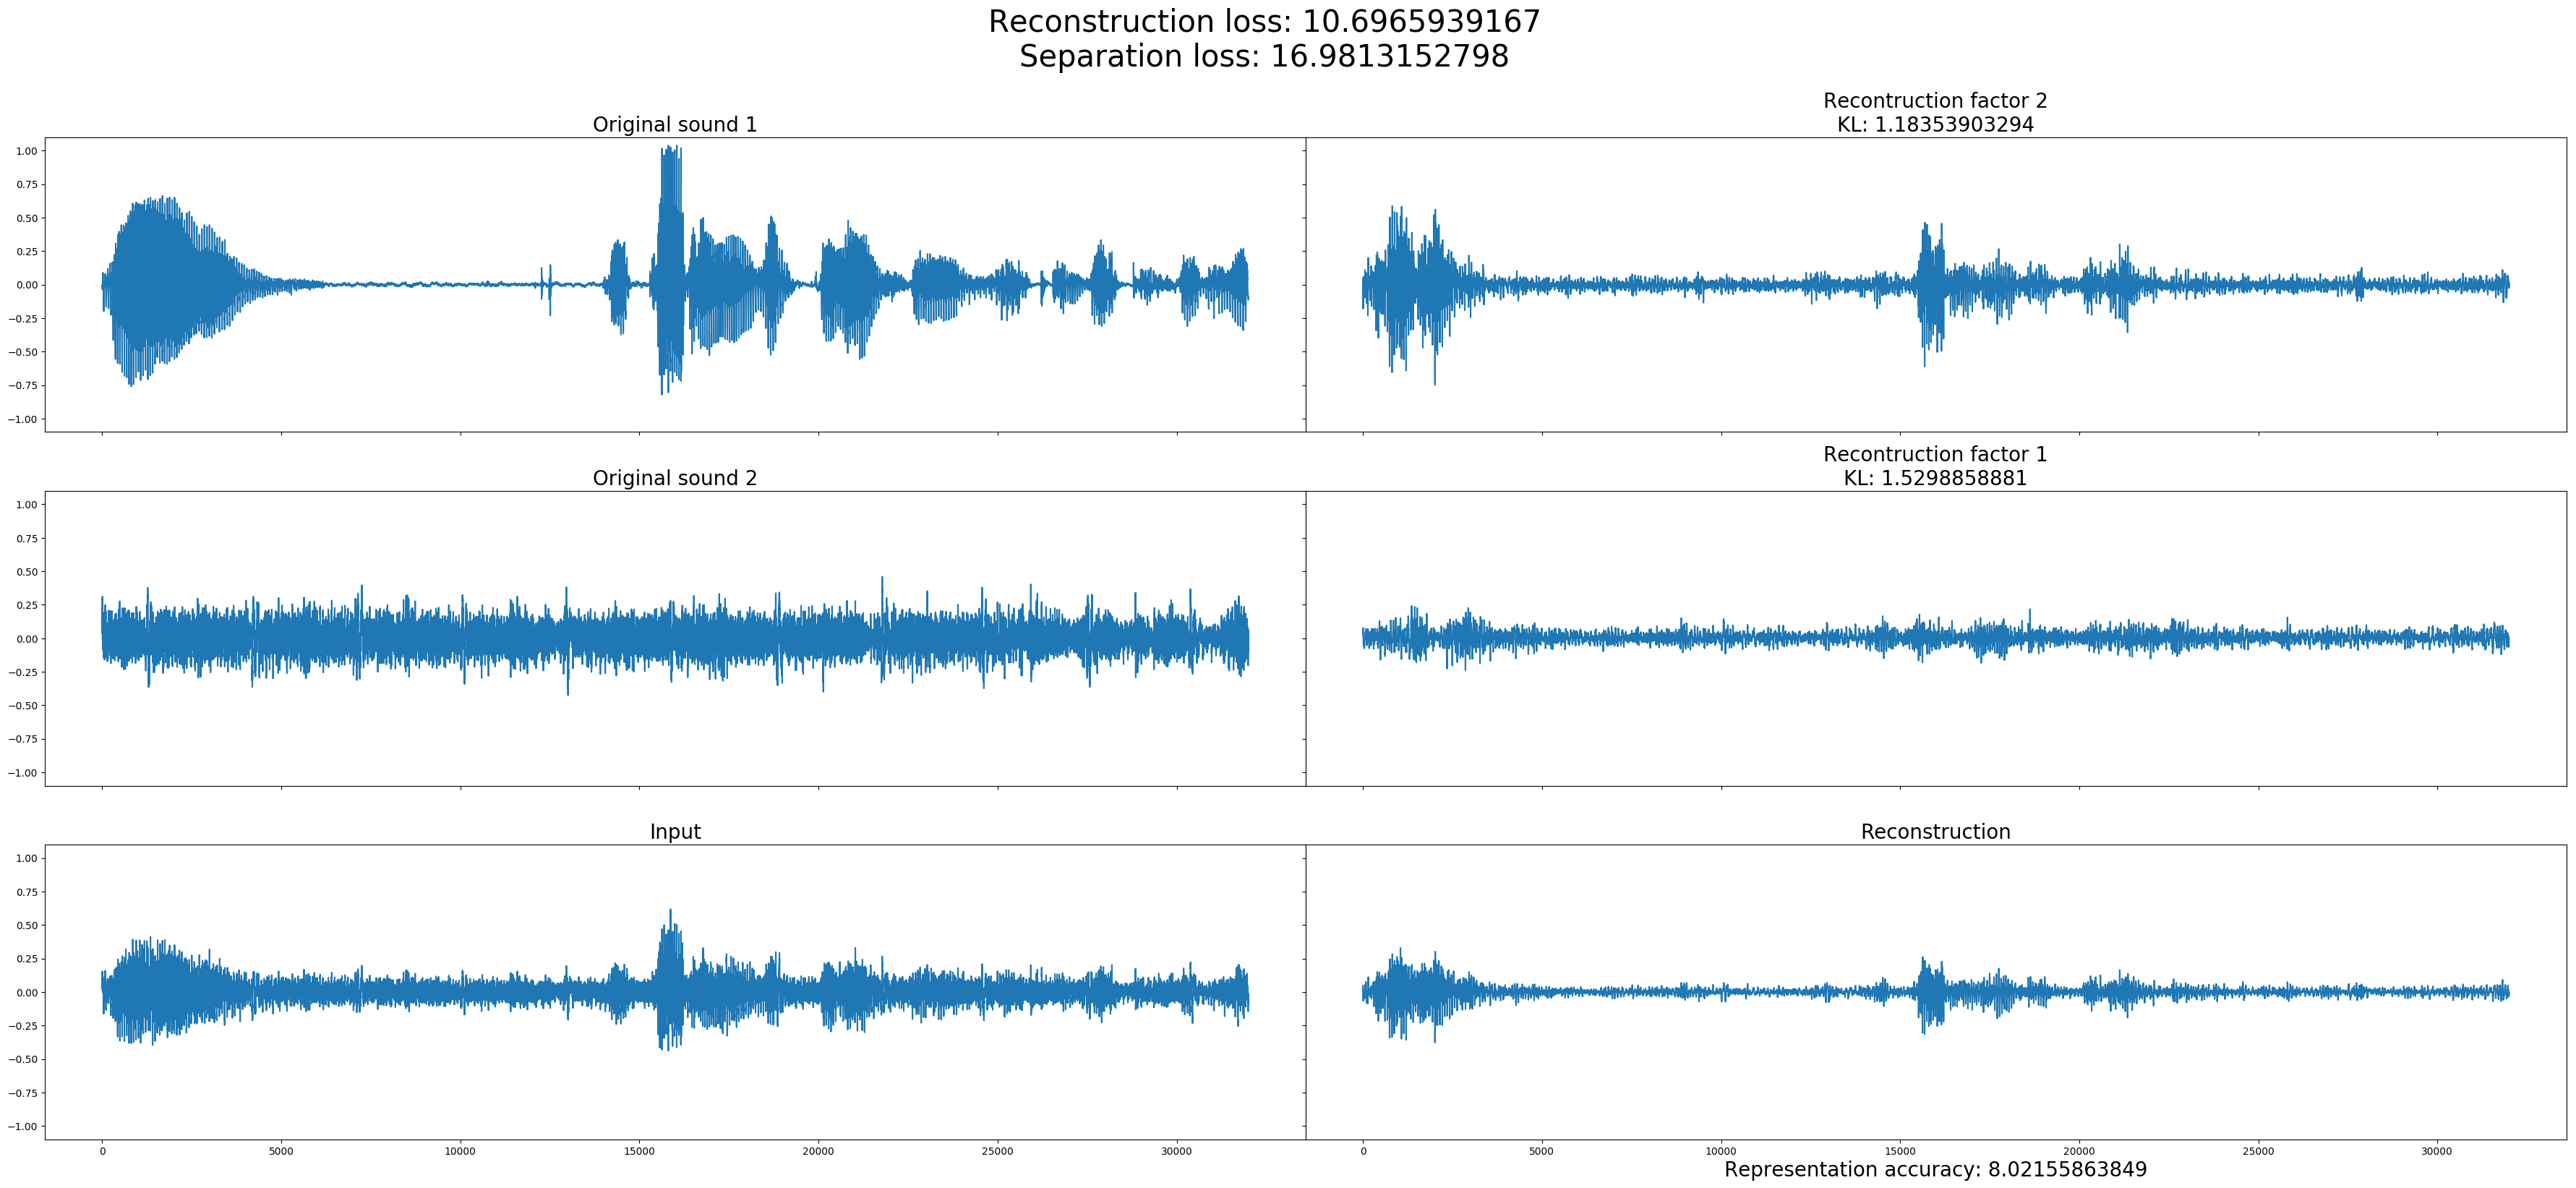 Reconstruction loss: 10.6965939167
Separation loss: 16.9813152798
Original sound 1
1.00
0.75
0.50
0.25
0.00
−0.25
−0.50
−0.75
−1.00
Recontruction factor 2
KL: 1.18353903294
Original sound 2
1.00
0.75
0.50
0.25
0.00
−0.25
−0.50
−0.75
−1.00
Recontruction factor 1
KL: 1.5298858881
Input
1.00
0.75
0.50
0.25
0.00
−0.25
−0.50
−0.75
−1.00
0 5000 10000 15000 20000 25000 30000
Reconstruction
0 5000 10000 15000 20000 25000 30000
Representation accuracy: 8.02155863849